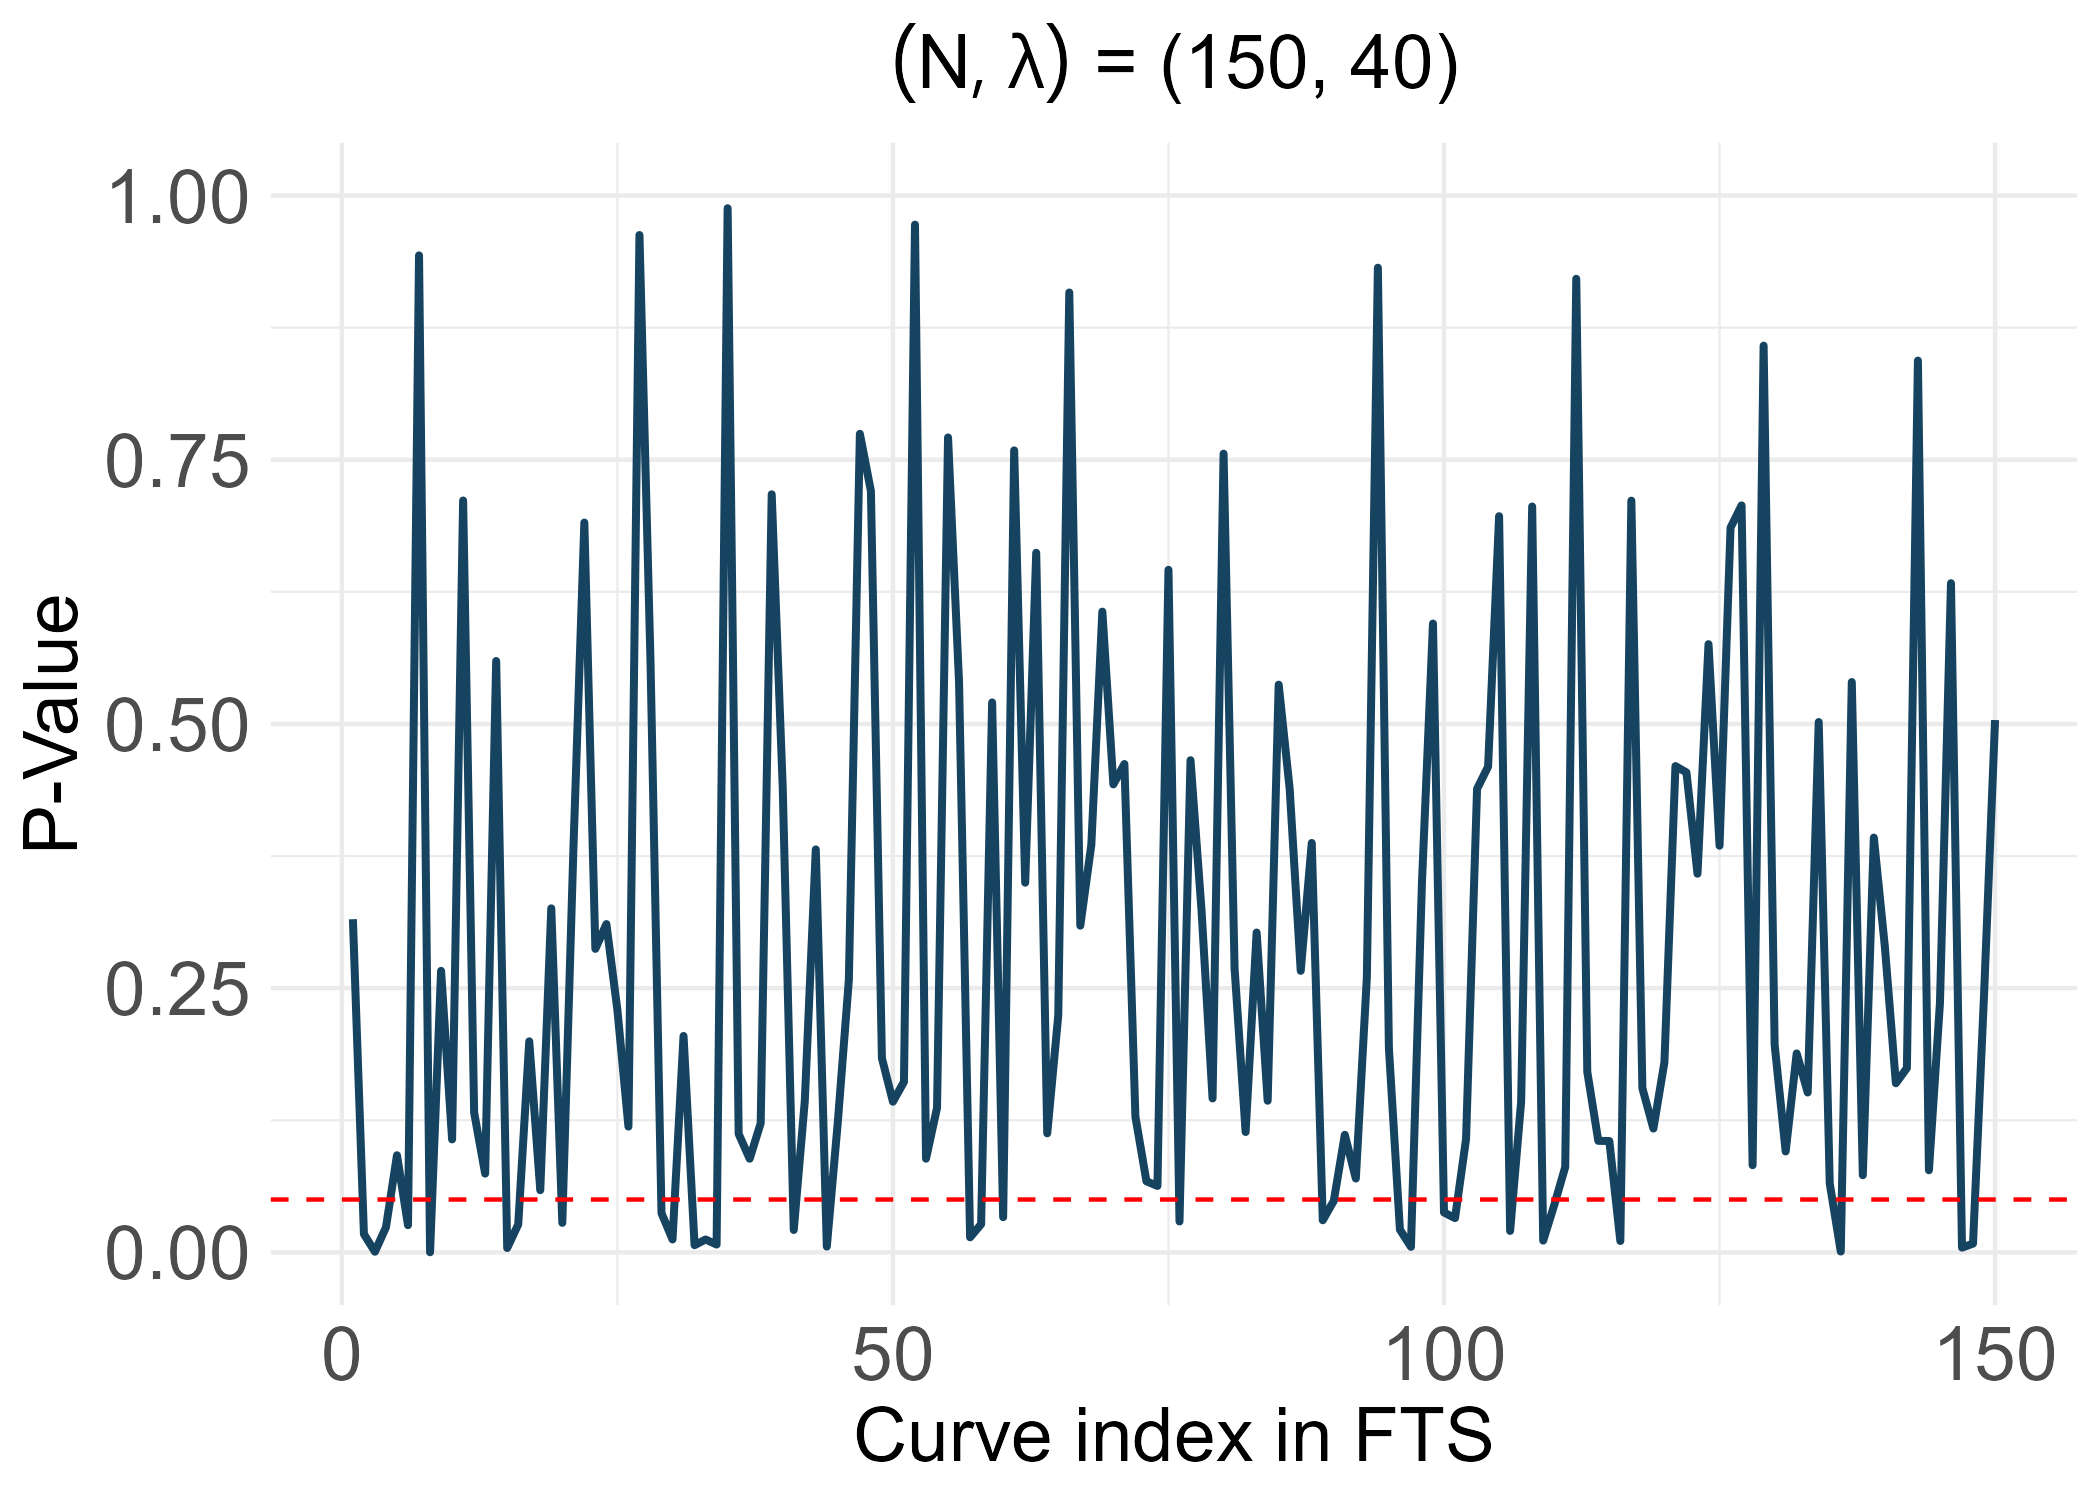 (N, λ) = (150, 40)
1.00
0.75
0.50
0.25
0.00
P-Value
0 50 100 150
Curve index in FTS